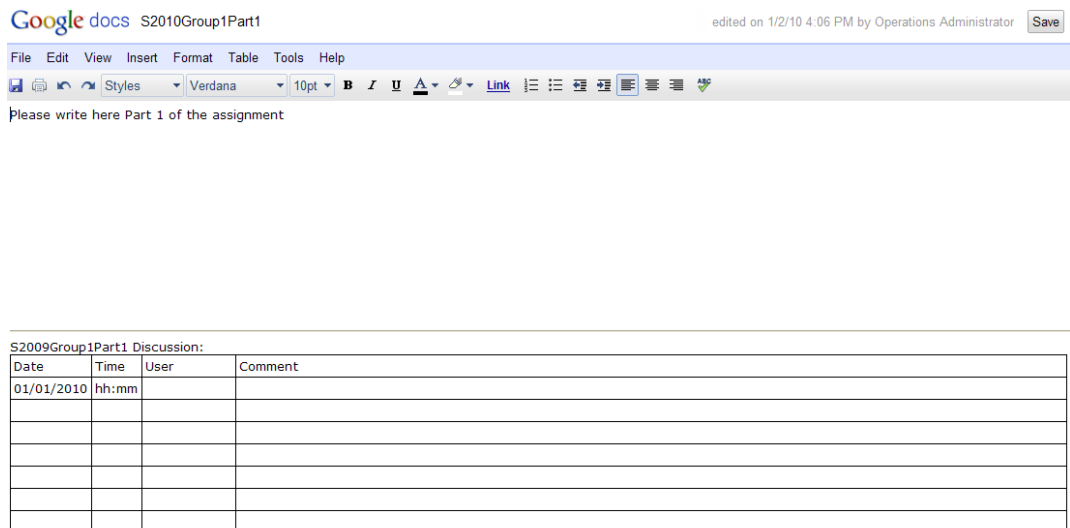 Google docs S2010Group1Part1 edited on 1/2/10 4:06 PM by Operations Administrator Save
File Edit View Insert Format Table Tools Help
Styles Verdana 10pt B I U A Link ABC
Please write here Part 1 of the assignment
S2009Group1Part1 Discussion:
Date Time User Comment
01/01/2010 hh:mm